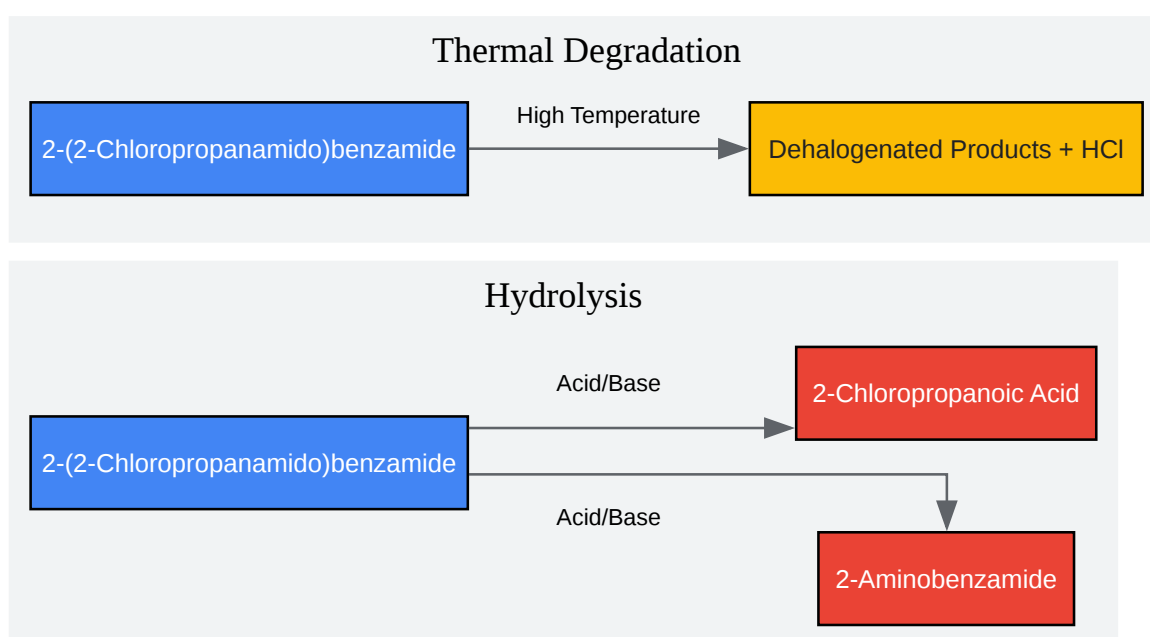 Thermal Degradation
High Temperature
2-(2-Chloropropanamido)benzamide
Dehalogenated Products + HCl
Hydrolysis
Acid/Base
2-Chloropropanoic Acid
2-(2-Chloropropanamido)benzamide
Acid/Base
2-Aminobenzamide